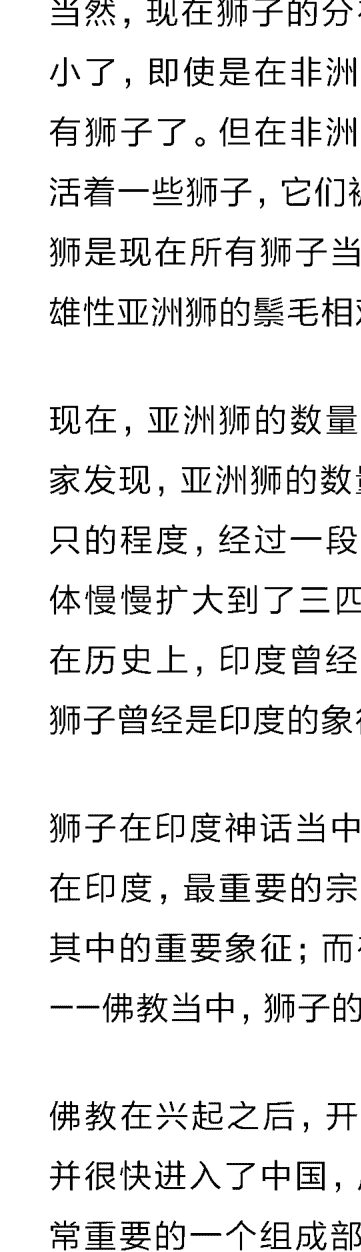 当然，现在狮子的分
小了，即使是在非洲
有狮子了。但在非洲
活着一些狮子，它们被
狮是现在所有狮子当
雄性亚洲狮的鬃毛相对
现在，亚洲狮的数量
家发现，亚洲狮的数量
只的程度，经过一段
体慢慢扩大到了三四
在历史上，印度曾经
狮子曾经是印度的象征
狮子在印度神话当中
在印度，最重要的宗
其中的重要象征；而在
——佛教当中，狮子的
佛教在兴起之后，开
并很快进入了中国，
常重要的一个组成部